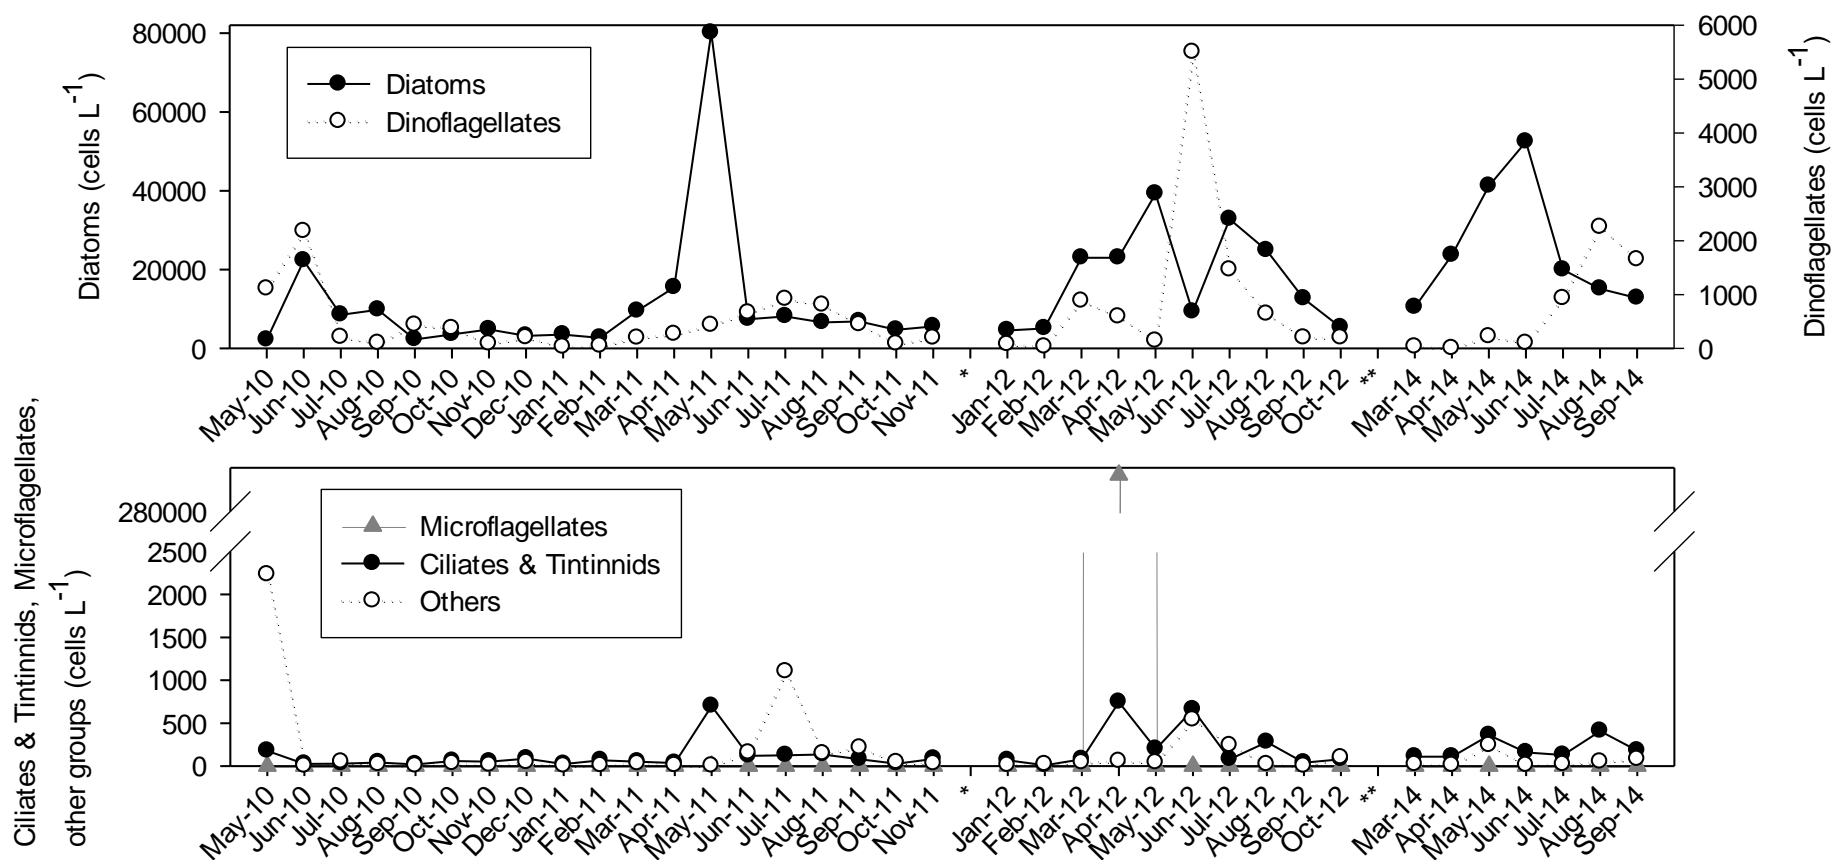 80000
60000
40000
20000
0
Diatoms (cells L-1)
Diatoms
Dinoflagellates
6000
5000
4000
3000
2000
1000
0
Dinoflagellates (cells L-1)
May-10
Jun-10
Jul-10
Aug-10
Sep-10
Oct-10
Nov-10
Dec-10
Jan-11
Feb-11
Mar-11
Apr-11
May-11
Jun-11
Jul-11
Aug-11
Sep-11
Oct-11
Nov-11
*
Jan-12
Feb-12
Mar-12
Apr-12
May-12
Jun-12
Jul-12
Aug-12
Sep-12
Oct-12
**
Mar-14
Apr-14
May-14
Jun-14
Jul-14
Aug-14
Sep-14
Ciliates & Tintinnids, Microflagellates,
other groups (cells L-1)
280000
2500
2000
1500
1000
500
0
Microflagellates
Ciliates & Tintinnids
Others
May-10
Jun-10
Jul-10
Aug-10
Sep-10
Oct-10
Nov-10
Dec-10
Jan-11
Feb-11
Mar-11
Apr-11
May-11
Jun-11
Jul-11
Aug-11
Sep-11
Oct-11
Nov-11
*
Jan-12
Feb-12
Mar-12
Apr-12
May-12
Jun-12
Jul-12
Aug-12
Sep-12
Oct-12
**
Mar-14
Apr-14
May-14
Jun-14
Jul-14
Aug-14
Sep-14